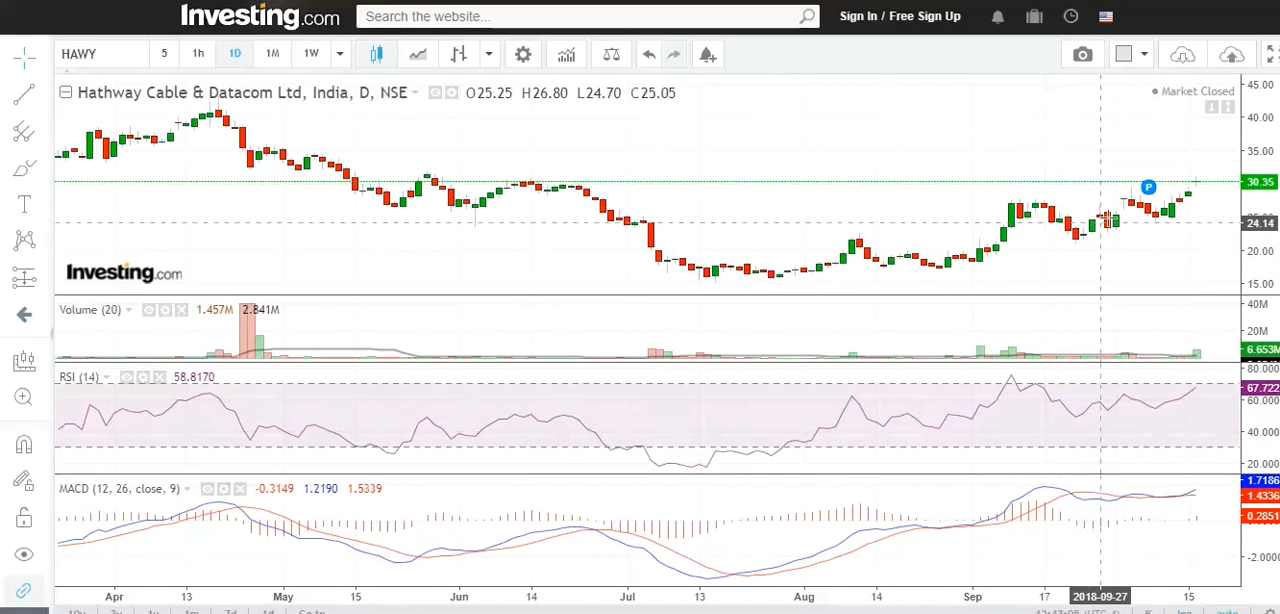 Investing.com
Search the website...
Sign In / Free Sign Up
HAWY 5 1h 1D 1M 1W
Hathway Cable & Datacom Ltd, India, D, NSE O25.25 H26.80 L24.70 C25.05
Market Closed
45.00
40.00
35.00
P
30.35
24.14
20.00
15.00
Investing.com
Volume (20) 1.457M 2.841M
40M
20M
6.653M
RSI (14) 58.8170
80.0000
67.722
60.0000
40.0000
20.0000
MACD (12, 26, close, 9) -0.3149 1.2190 1.5339
1.7186
1.4336
0.2851
-2.0000
Apr 13 May 15 Jun 14 Jul 13 Aug 14 Sep 17 2018-09-27 15